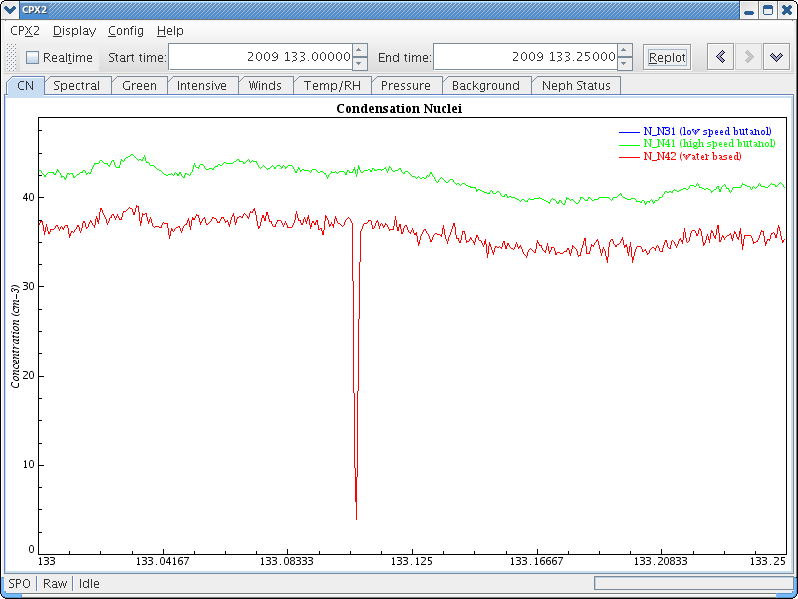 CPX2
CPX2 Display Config Help
Realtime Start time: 2009 133.00000 End time: 2009 133.25000 Replot
CN Spectral Green Intensive Winds Temp/RH Pressure Background Neph Status
Condensation Nuclei
N_N31 (low speed butanol)
N_N41 (high speed butanol)
N_N42 (water based)
Concentration (cm-3)
40
30
20
10
0
133 133.04167 133.08333 133.125 133.16667 133.20833 133.25
SPO Raw Idle